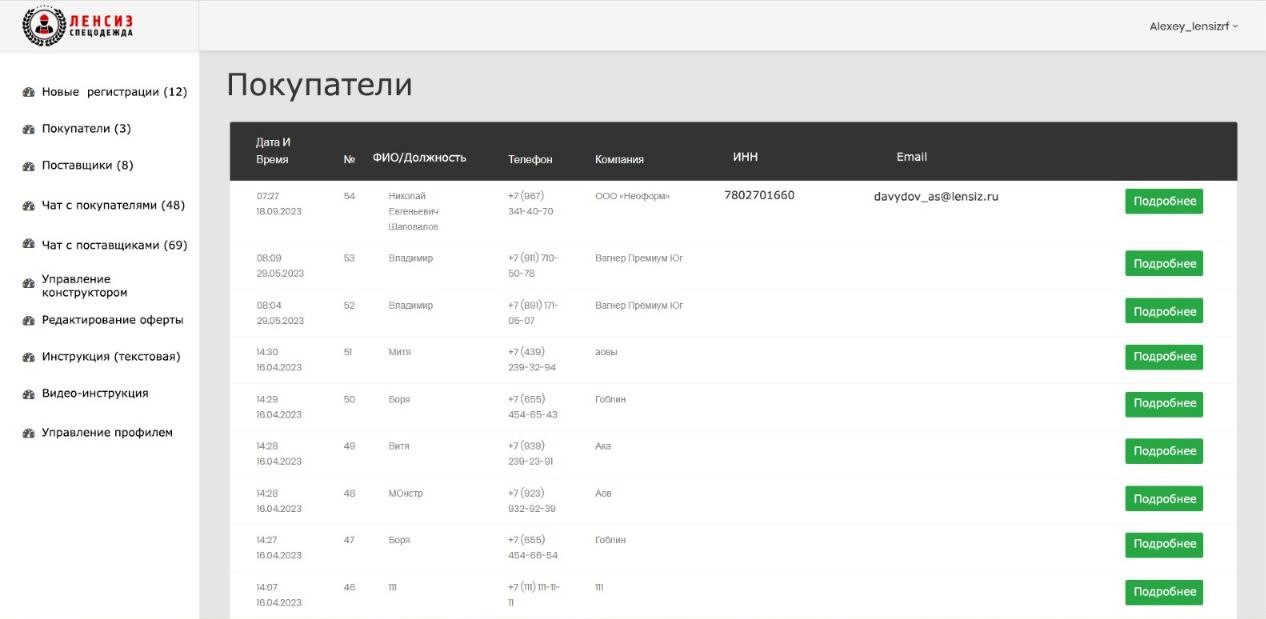 ЛЕНСИЗ
СПЕЦОДЕЖДА
Alexey_lensizrf
Новые регистрации (12)
Покупатели (3)
Поставщики (8)
Чат с покупателями (48)
Чат с поставщиками (69)
Управление
конструктором
Редактирование оферты
Инструкция (текстовая)
Видео-инструкция
Управление профилем
Покупатели
Дата И
Время № ФИО/Должность Телефон Компания ИНН Email
07:27 54 Николай +7 (967) ООО «Неоформ» 7802701660 davydov_as@lensiz.ru Подробнее
18.09.2023 Евгеньевич 341-40-70
Шаповалов
08:09 53 Владимир +7 (911) 710- Вагнер Премиум Юг Подробнее
29.05.2023 50-78
08:04 52 Владимир +7 (891) 171- Вагнер Премиум Юг Подробнее
29.05.2023 05-07
14:30 51 Митя +7 (439) аовы Подробнее
16.04.2023 239-32-94
14:29 50 Боря +7 (655) Гоблин Подробнее
16.04.2023 454-65-43
14:28 49 Витя +7 (939) Ака Подробнее
16.04.2023 239-23-91
14:28 48 МОнстр +7 (923) Аов Подробнее
16.04.2023 932-92-39
14:27 47 Боря +7 (655) Гоблин Подробнее
16.04.2023 454-66-54
14:07 46 111 +7 (111) 111-11- 111 Подробнее
16.04.2023 11